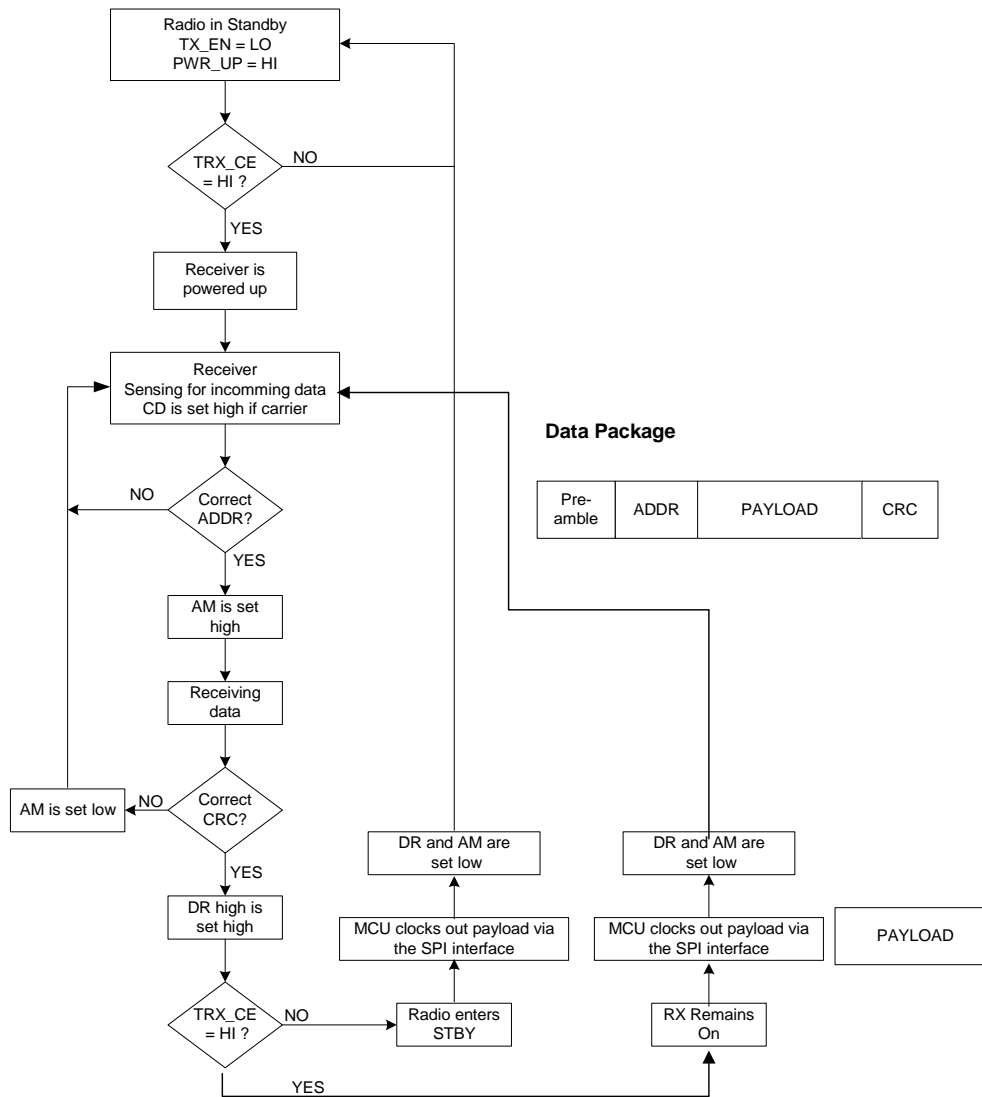 Radio in Standby
TX_EN = LO
PWR_UP = HI
TRX_CE
= HI ?
NO
YES
Receiver is
powered up
Receiver
Sensing for incomming data
CD is set high if carrier
Data Package
Pre-
amble
ADDR
PAYLOAD
CRC
NO
Correct
ADDR?
YES
AM is set
high
Receiving
data
AM is set low
NO
Correct
CRC?
YES
DR high is
set high
DR and AM are
set low
DR and AM are
set low
MCU clocks out payload via
the SPI interface
MCU clocks out payload via
the SPI interface
PAYLOAD
TRX_CE
= HI ?
NO
Radio enters
STBY
RX Remains
On
YES